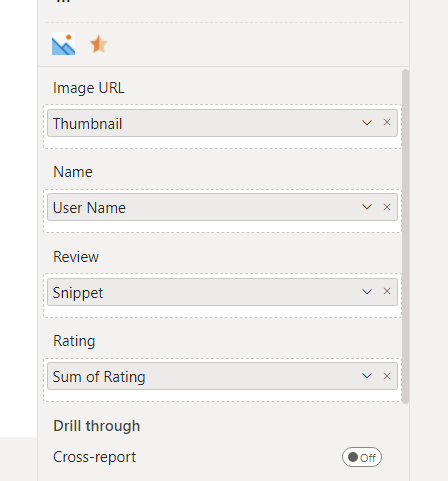 ...
Image URL
Thumbnail
Name
User Name
Review
Snippet
Rating
Sum of Rating
Drill through
Cross-report
Off